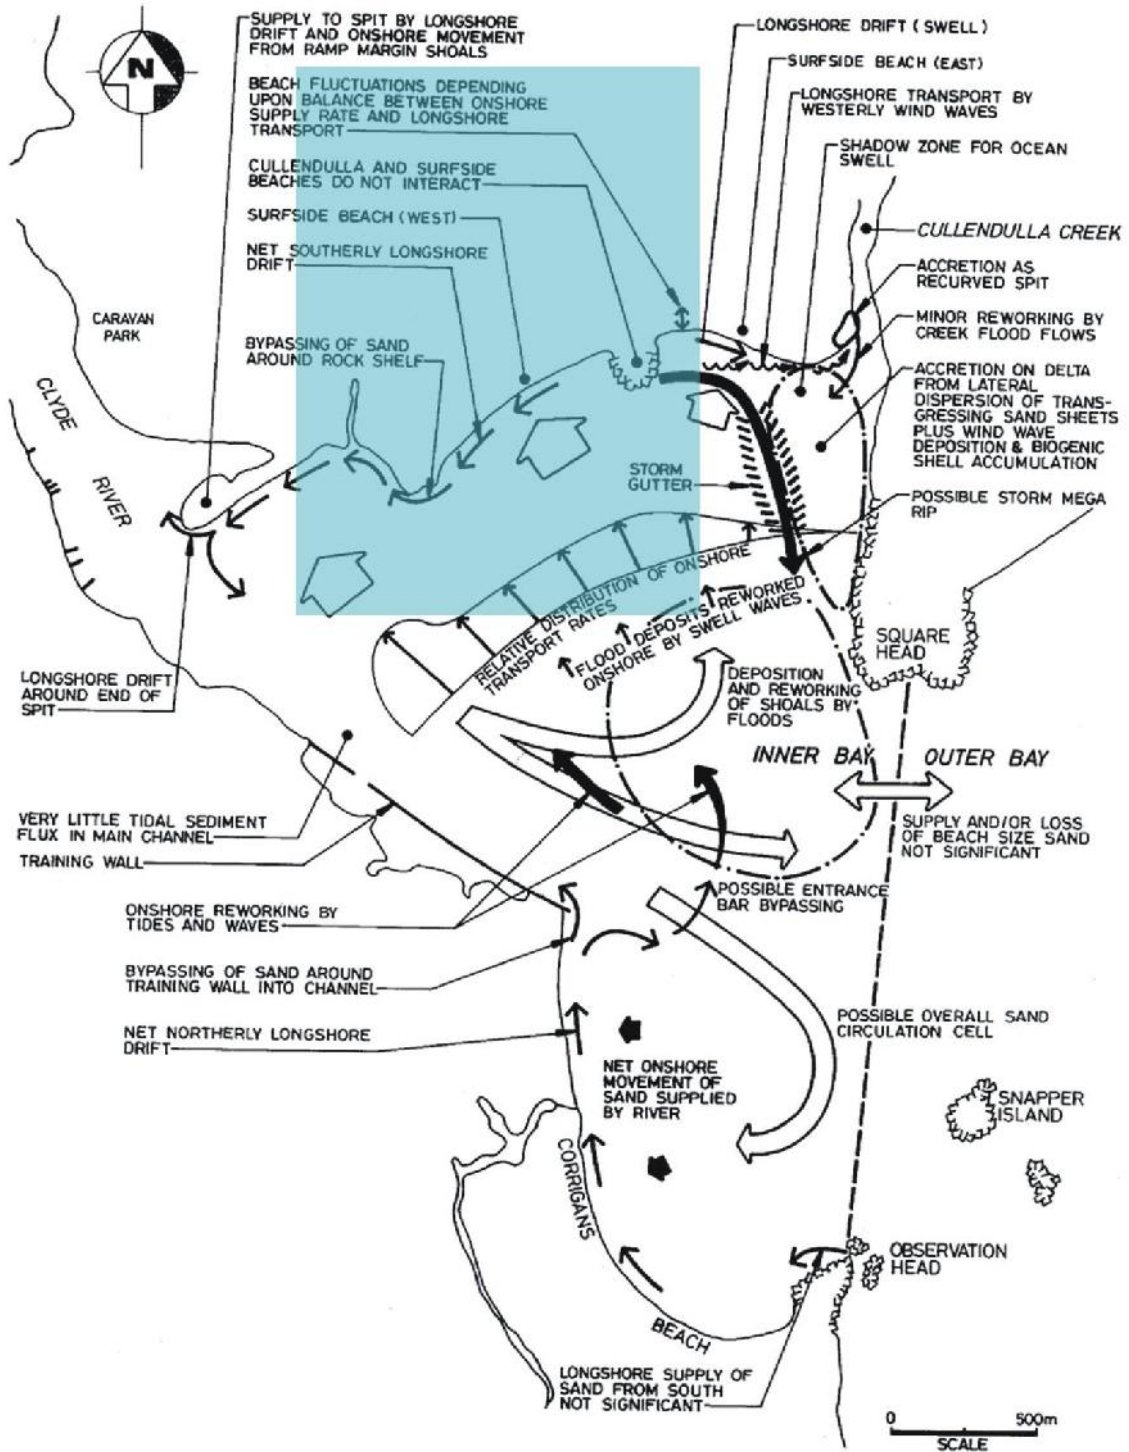 SUPPLY TO SPIT BY LONGSHORE
DRIFT AND ONSHORE MOVEMENT
FROM RAMP MARGIN SHOALS
BEACH FLUCTUATIONS DEPENDING
UPON BALANCE BETWEEN ONSHORE
SUPPLY RATE AND LONGSHORE
TRANSPORT
CULLENDULLA AND SURFSIDE
BEACHES DO NOT INTERACT
SURFSIDE BEACH (WEST)
NET SOUTHERLY LONGSHORE
DRIFT
BYPASSING OF SAND
AROUND ROCK SHELF
N
LONGSHORE DRIFT (SWELL)
SURFSIDE BEACH (EAST)
LONGSHORE TRANSPORT BY
WESTERLY WIND WAVES
SHADOW ZONE FOR OCEAN
SWELL
CULLENDULLA CREEK
ACCRETION AS
RECURVED SPIT
MINOR REWORKING BY
CREEK FLOOD FLOWS
ACCRETION ON DELTA
FROM LATERAL
DISPERSION OF TRANS-
GRESSING SAND SHEETS
PLUS WIND WAVE
DEPOSITION & BIOGENIC
SHELL ACCUMULATION
POSSIBLE STORM MEGA
RIP
CARAVAN
PARK
CLYDE
RIVER
STORM
GUTTER
RELATIVE DISTRIBUTION OF ONSHORE
TRANSPORT RATES
FLOOD DEPOSITS REWORKED
ONSHORE BY SWELL WAVES
SQUARE
HEAD
LONGSHORE DRIFT
AROUND END OF
SPIT
DEPOSITION
AND REWORKING
OF SHOALS BY
FLOODS
INNER BAY
OUTER BAY
SUPPLY AND/OR LOSS
OF BEACH SIZE SAND
NOT SIGNIFICANT
VERY LITTLE TIDAL SEDIMENT
FLUX IN MAIN CHANNEL
TRAINING WALL
POSSIBLE ENTRANCE
BAR BYPASSING
ONSHORE REWORKING BY
TIDES AND WAVES
BYPASSING OF SAND AROUND
TRAINING WALL INTO CHANNEL
NET NORTHERLY LONGSHORE
DRIFT
POSSIBLE OVERALL SAND
CIRCULATION CELL
NET ONSHORE
MOVEMENT OF
SAND SUPPLIED
BY RIVER
SNAPPER
ISLAND
CORRIGANS
BEACH
OBSERVATION
HEAD
LONGSHORE SUPPLY OF
SAND FROM SOUTH
NOT SIGNIFICANT
0 500m
SCALE